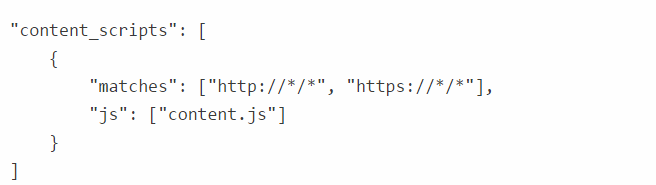 "content_scripts": [
    {
        "matches": ["http://*/*", "https://*/*"],
        "js": ["content.js"]
    }
]